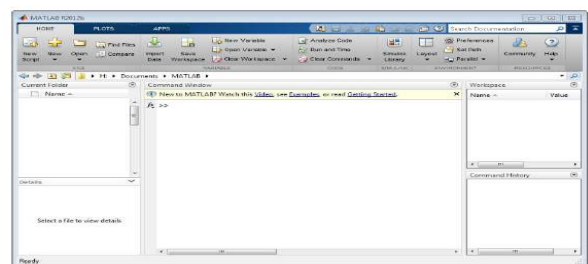 MATLAB R2012b
HOME PLOTS APPS Search Documentation
New Script New Open Find Files Compare Import Data Save Workspace New Variable Open Variable Clear Workspace Analyze Code Run and Time Clear Commands Simulink Library Layout Preferences Set Path Parallel Community Help
FILE VARIABLE CODE SIMULINK ENVIRONMENT RESOURCES
H: Documents MATLAB
Current Folder Command Window Workspace
Name New to MATLAB? Watch this Video, see Examples, or read Getting Started. Name Value
fx >>
Command History
Details
Select a file to view details
Ready